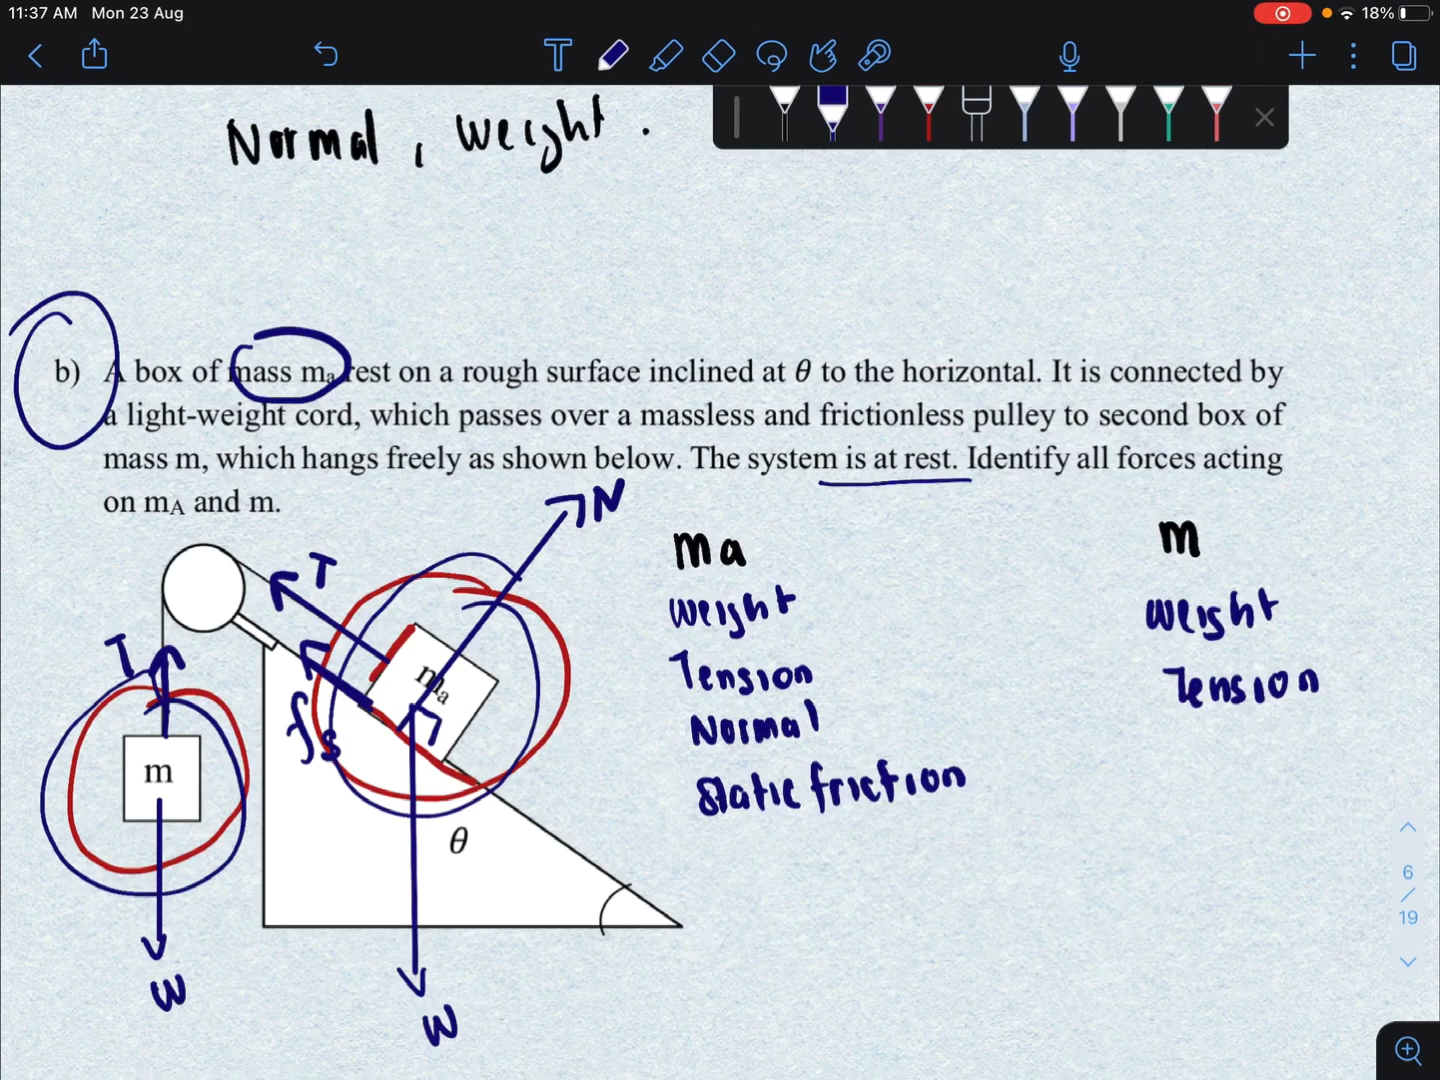 11:37 AM Mon 23 Aug
18%
T
Normal, Weight.
b) A box of mass ma rest on a rough surface inclined at θ to the horizontal. It is connected by
a light-weight cord, which passes over a massless and frictionless pulley to second box of
mass m, which hangs freely as shown below. The system is at rest. Identify all forces acting
on mA and m.
N
ma
m
T
Weight
Weight
T
ma
Tension
Tension
fs
Normal
m
Static friction
θ
6
/
19
W
W